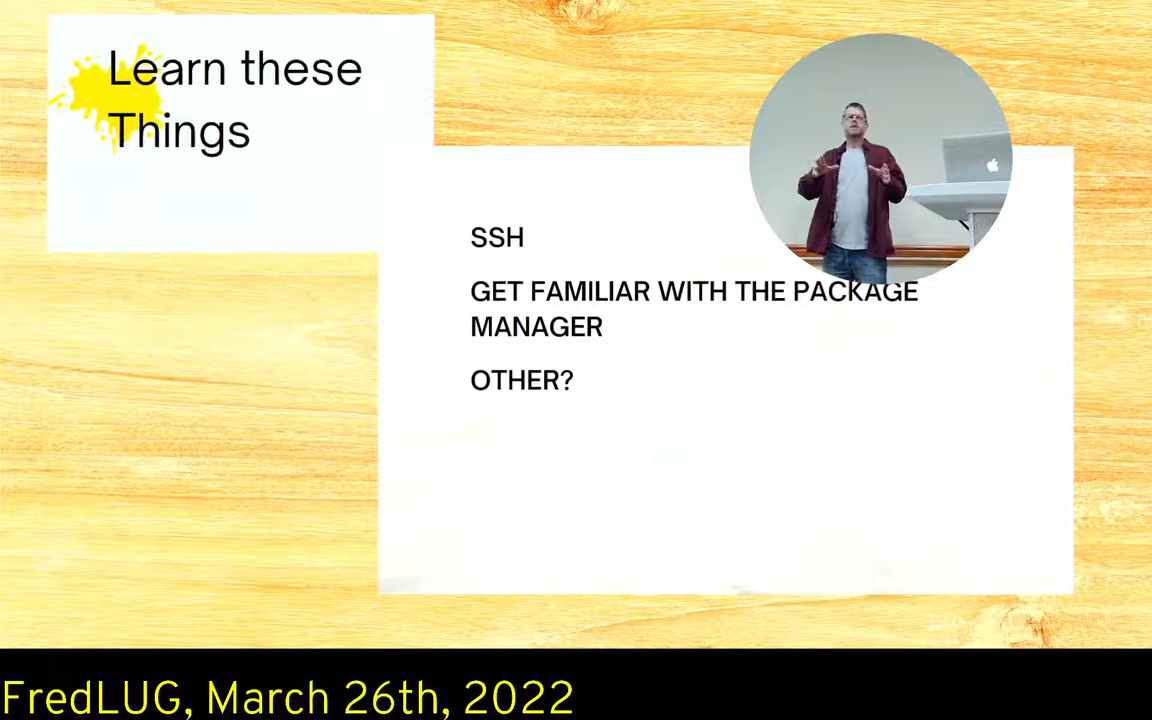 Learn these
Things
SSH
GET FAMILIAR WITH THE PACKAGE
MANAGER
OTHER?
FredLUG, March 26th, 2022